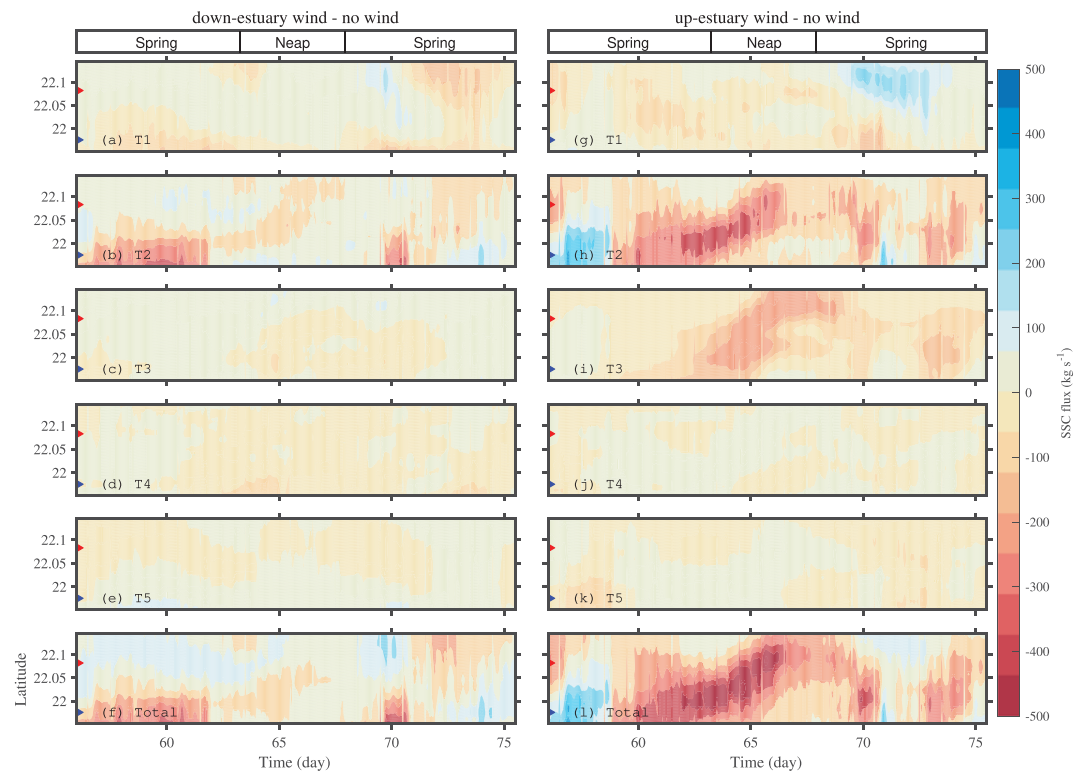 down-estuary wind - no wind
up-estuary wind - no wind
Spring Neap Spring
Spring Neap Spring
22.1
22.05
22
(a) T1
(g) T1
22.1
22.05
22
(b) T2
(h) T2
22.1
22.05
22
(c) T3
(i) T3
22.1
22.05
22
(d) T4
(j) T4
22.1
22.05
22
(e) T5
(k) T5
22.1
22.05
22
(f) Total
(l) Total
Latitude
60 65 70 75
60 65 70 75
Time (day)
Time (day)
500
400
300
200
100
0
-100
-200
-300
-400
-500
SSC flux (kg s⁻¹)